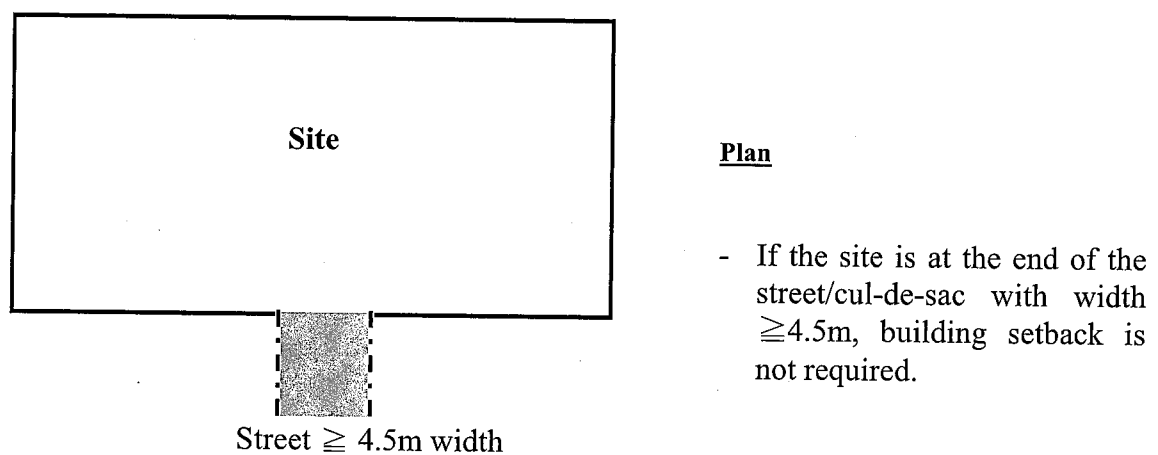 Site
Plan
- If the site is at the end of the
street/cul-de-sac with width
≧4.5m, building setback is
not required.
Street ≧ 4.5m width